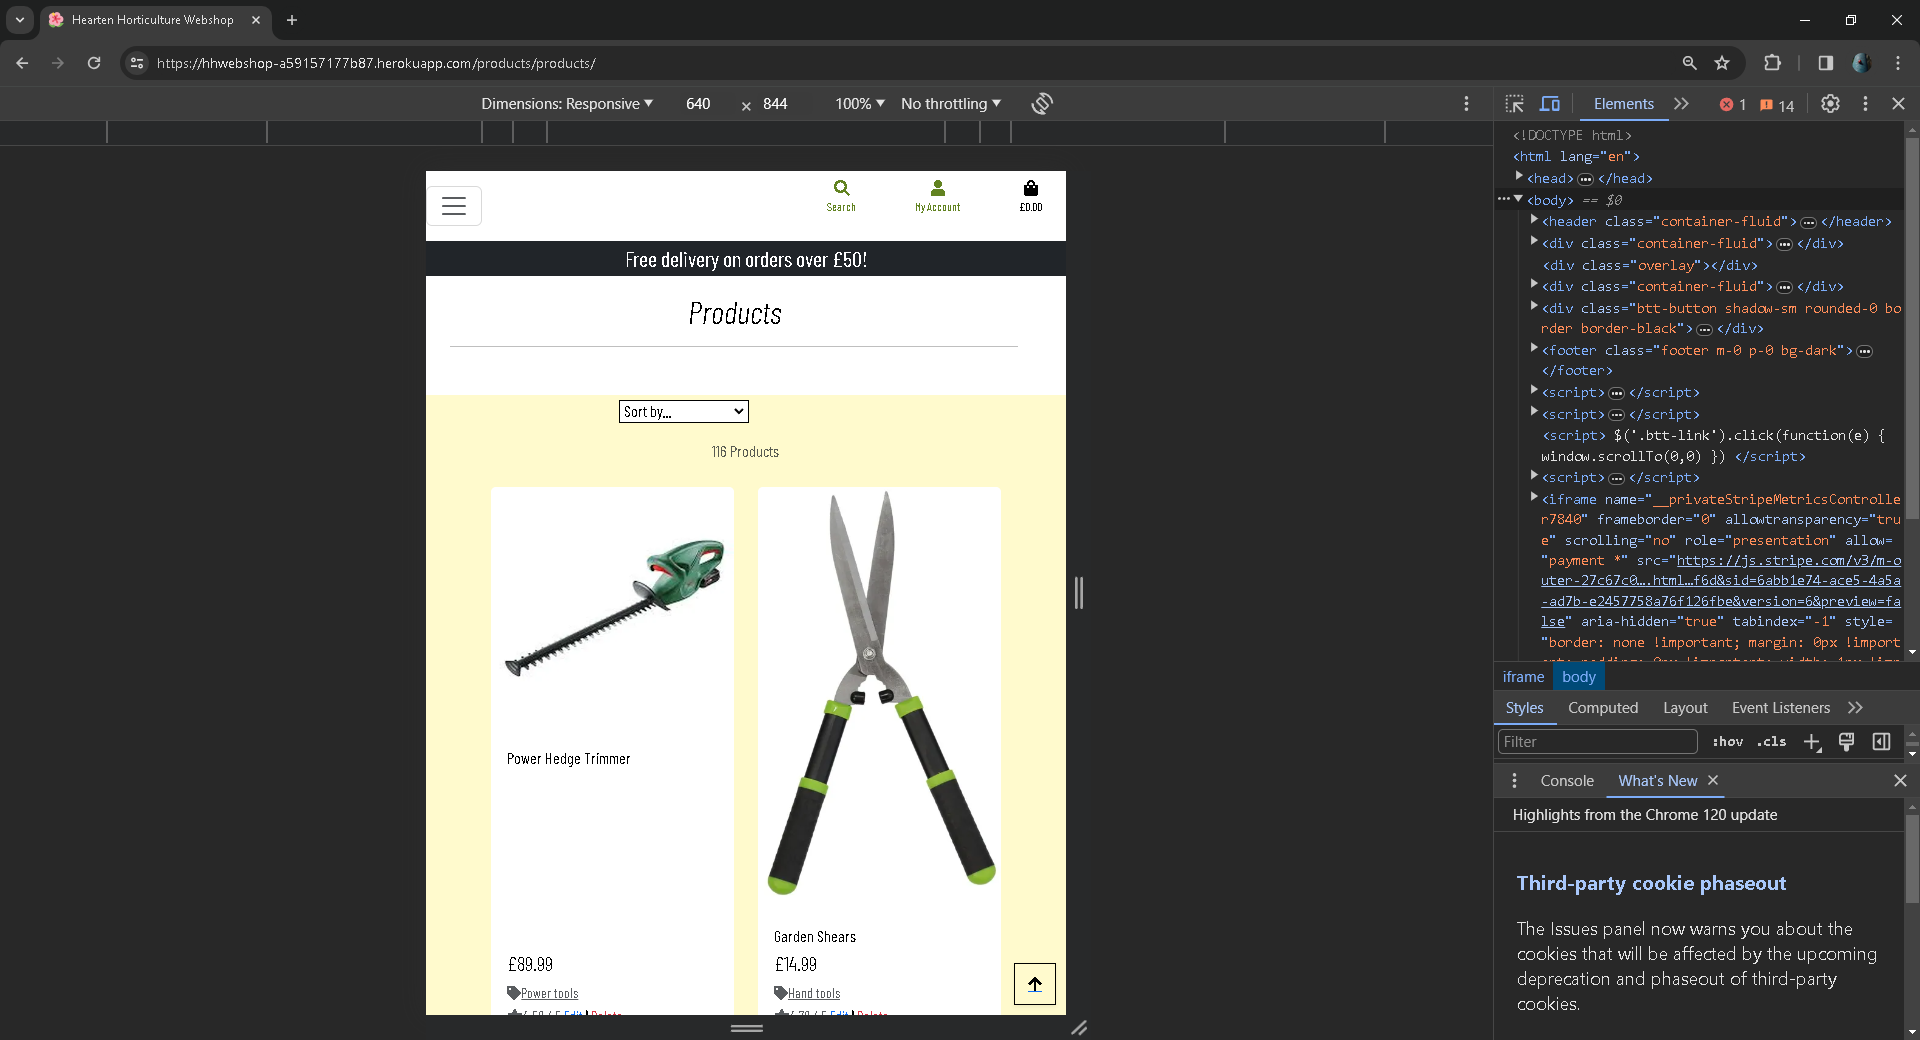 Hearten Horticulture Webshop
https://hhwebshop-a59157177b87.herokuapp.com/products/products/
Dimensions: Responsive 640 × 844 100% No throttling
Elements 1 14
Search
My Account
£0.00
Free delivery on orders over £50!
Products
Sort by...
116 Products
Power Hedge Trimmer
£89.99
Power tools
Garden Shears
£14.99
Hand tools
<!DOCTYPE html>
<html lang="en">
<head> ••• </head>
••• <body> == $0
<header class="container-fluid"> ••• </header>
<div class="container-fluid"> ••• </div>
<div class="overlay"></div>
<div class="container-fluid"> ••• </div>
<div class="btt-button shadow-sm rounded-0 bo
rder border-black"> ••• </div>
<footer class="footer m-0 p-0 bg-dark"> •••
</footer>
<script> ••• </script>
<script> ••• </script>
<script> $('.btt-link').click(function(e) {
window.scrollTo(0,0) }) </script>
<script> ••• </script>
<iframe name="__privateStripeMetricsControlle
r7840" frameborder="0" allowtransparency="tru
e" scrolling="no" role="presentation" allow=
"payment *" src="https://js.stripe.com/v3/m-o
uter-27c67c0….html…f6d&sid=6abb1e74-ace5-4a5a
-ad7b-e2457758a76f126fbe&version=6&preview=fa
lse" aria-hidden="true" tabindex="-1" style=
"border: none !important; margin: 0px !import
iframe body
Styles Computed Layout Event Listeners
Filter :hov .cls
Console What's New
Highlights from the Chrome 120 update
Third-party cookie phaseout
The Issues panel now warns you about the
cookies that will be affected by the upcoming
deprecation and phaseout of third-party
cookies.